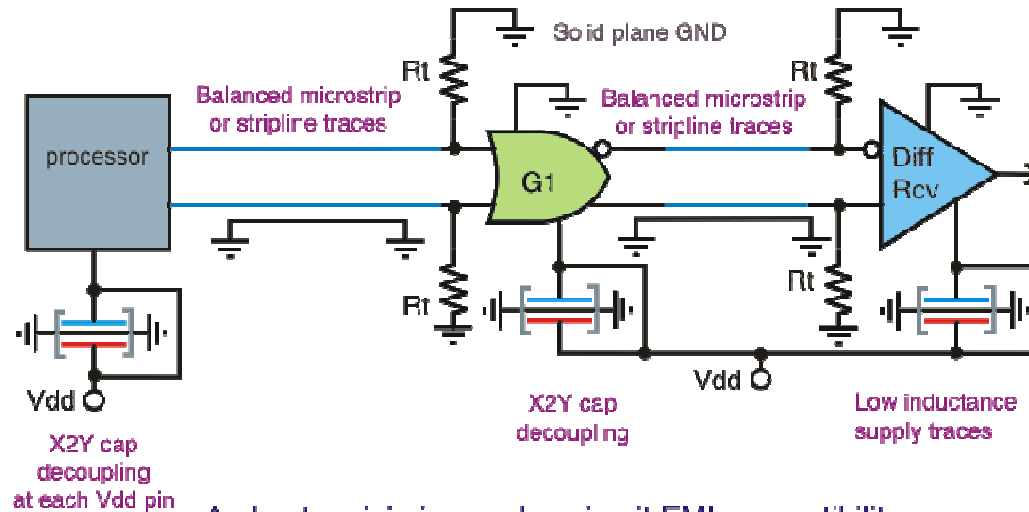 Solid plane GND
Rt
Rt
Balanced microstrip
or stripline traces
Balanced microstrip
or stripline traces
processor
G1
Diff
Rcv
Rt
Rt
Vdd
Vdd
X2Y cap
decoupling
at each Vdd pin
X2Y cap
decoupling
Low inductance
supply traces